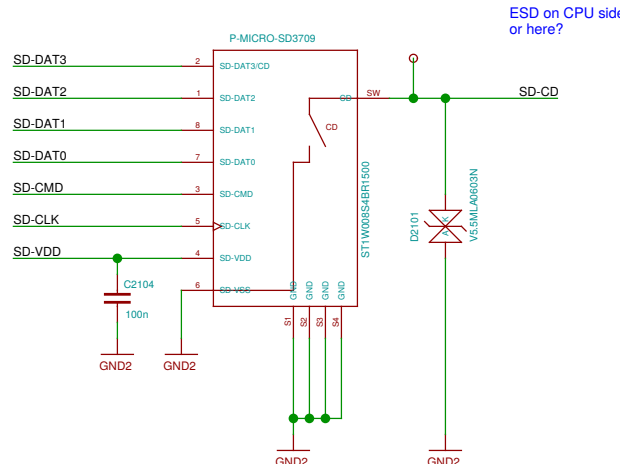 ESD on CPU side
or here?
P-MICRO-SD3709
SD-DAT3 2 SD-DAT3/CD
SW SD-CD
SD-DAT2 1 SD-DAT2
CD
SD-DAT1 8 SD-DAT1
CD
SD-DAT0 7 SD-DAT0
SD-CMD 3 SD-CMD
SD-CLK 5 SD-CLK
SD-VDD 4 SD-VDD
6 SD-VSS
ST1W008S4BR1500
D2101
A
K
V5.5MLA0603N
C2104
100n
GND
GND
GND
GND
S1
S2
S3
S4
GND2
GND2
GND2
GND2